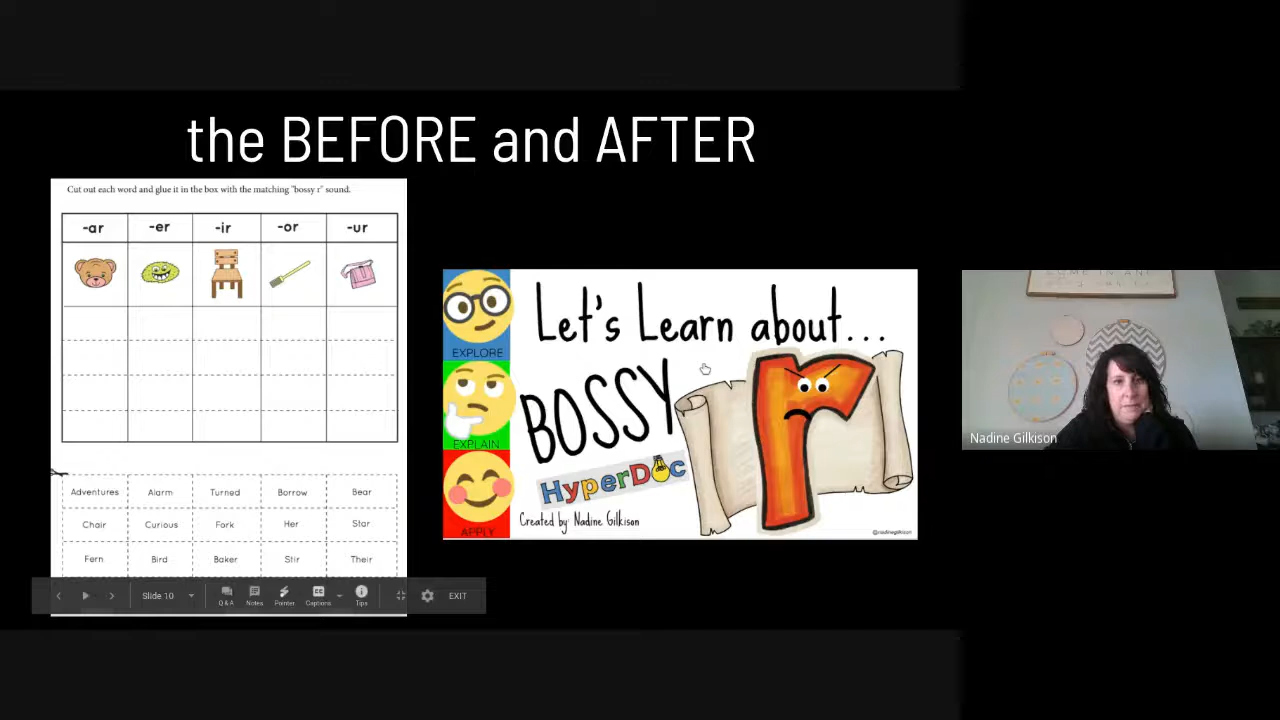 the BEFORE and AFTER
Cut out each word and glue it in the box with the matching "bossy r" sound.
-ar -er -ir -or -ur
Adventures Alarm Turned Borrow Bear
Chair Curious Fork Her Star
Fern Bird Baker Stir Their
EXPLORE
EXPLAIN
APPLY
Let's Learn about...
BOSSY r
HyperDoc
Created by: Nadine Gilkison
@nadinegilkison
Nadine Gilkison
Slide 10
Q & A Notes Pointer Captions Tips
EXIT